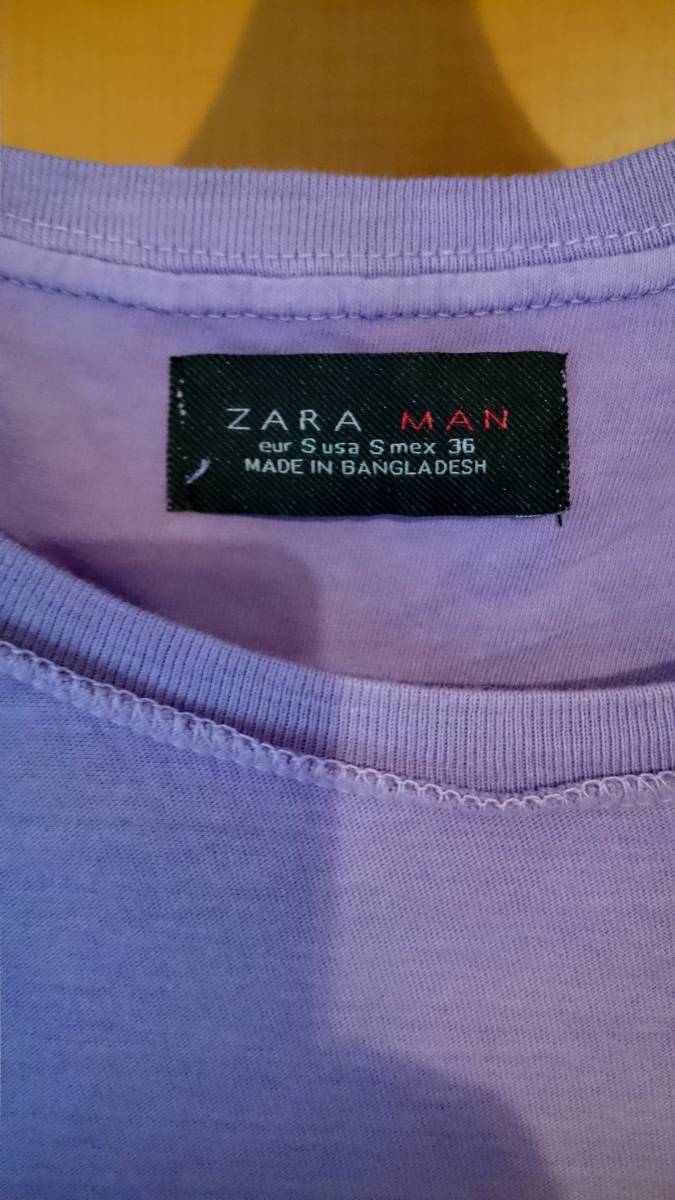 ZARA MAN
eur S usa S mex 36
MADE IN BANGLADESH